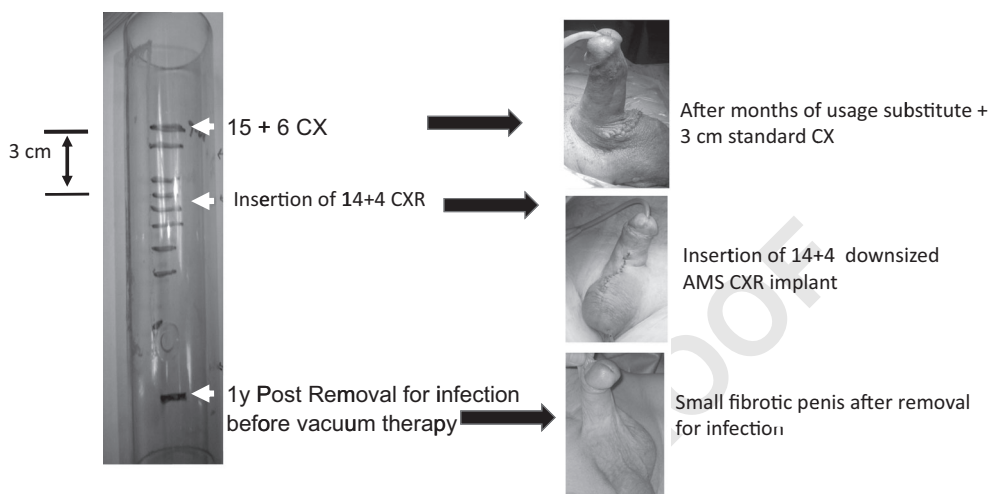 3 cm
15 + 6 CX
Insertion of 14+4 CXR
1y Post Removal for infection
before vacuum therapy
After months of usage substitute +
3 cm standard CX
Insertion of 14+4 downsized
AMS CXR implant
Small fibrotic penis after removal
for infection
OOF